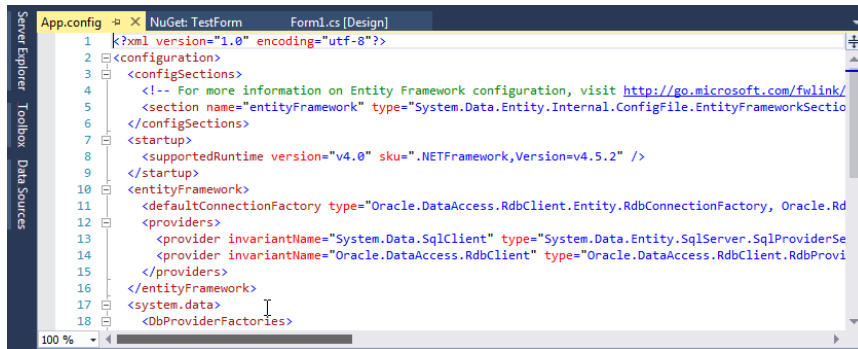 App.config NuGet: TestForm Form1.cs [Design]
Server Explorer
Toolbox
Data Sources
1 <?xml version="1.0" encoding="utf-8"?>
2 <configuration>
3 <configSections>
4 <!-- For more information on Entity Framework configuration, visit http://go.microsoft.com/fwlink/
5 <section name="entityFramework" type="System.Data.Entity.Internal.ConfigFile.EntityFrameworkSectio
6 </configSections>
7 <startup>
8 <supportedRuntime version="v4.0" sku=".NETFramework,Version=v4.5.2" />
9 </startup>
10 <entityFramework>
11 <defaultConnectionFactory type="Oracle.DataAccess.RdbClient.Entity.RdbConnectionFactory, Oracle.Rd
12 <providers>
13 <provider invariantName="System.Data.SqlClient" type="System.Data.Entity.SqlServer.SqlProviderSe
14 <provider invariantName="Oracle.DataAccess.RdbClient" type="Oracle.DataAccess.RdbClient.RdbProvi
15 </providers>
16 </entityFramework>
17 <system.data>
18 <DbProviderFactories>
100 %